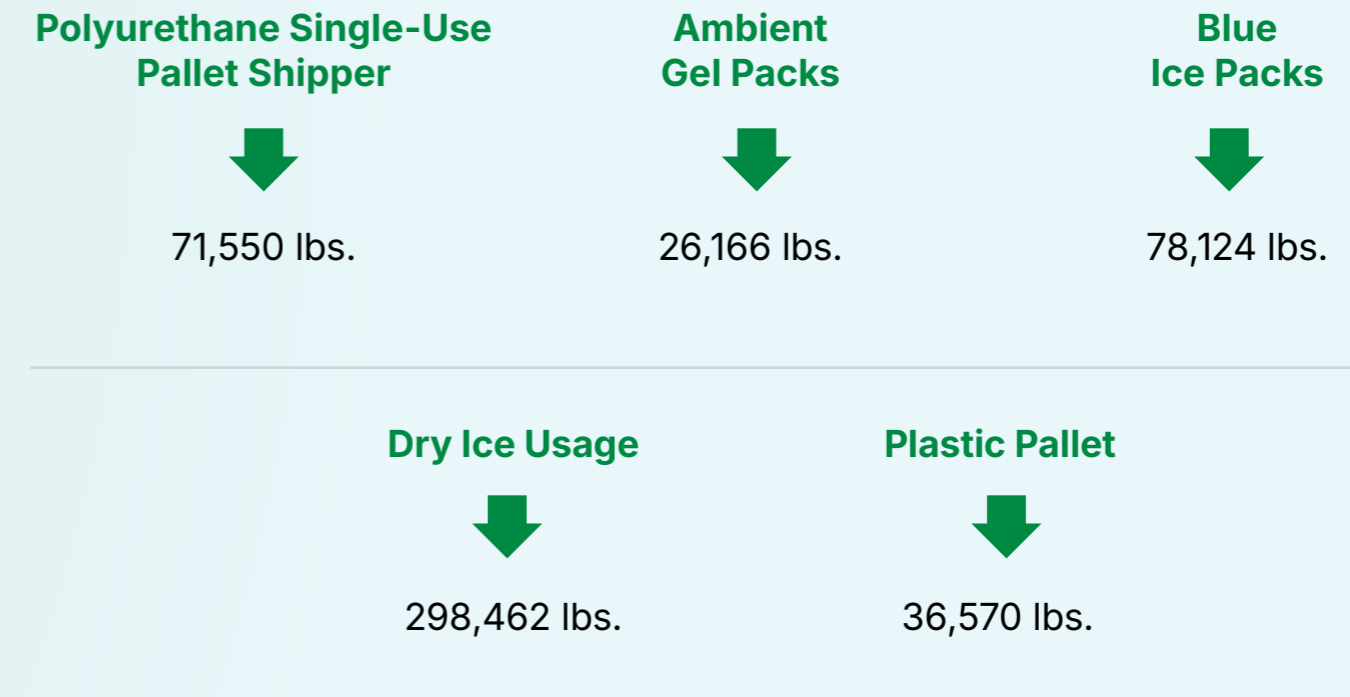 Polyurethane Single-Use
Pallet Shipper
71,550 lbs.
Ambient
Gel Packs
26,166 lbs.
Blue
Ice Packs
78,124 lbs.
Dry Ice Usage
298,462 lbs.
Plastic Pallet
36,570 lbs.